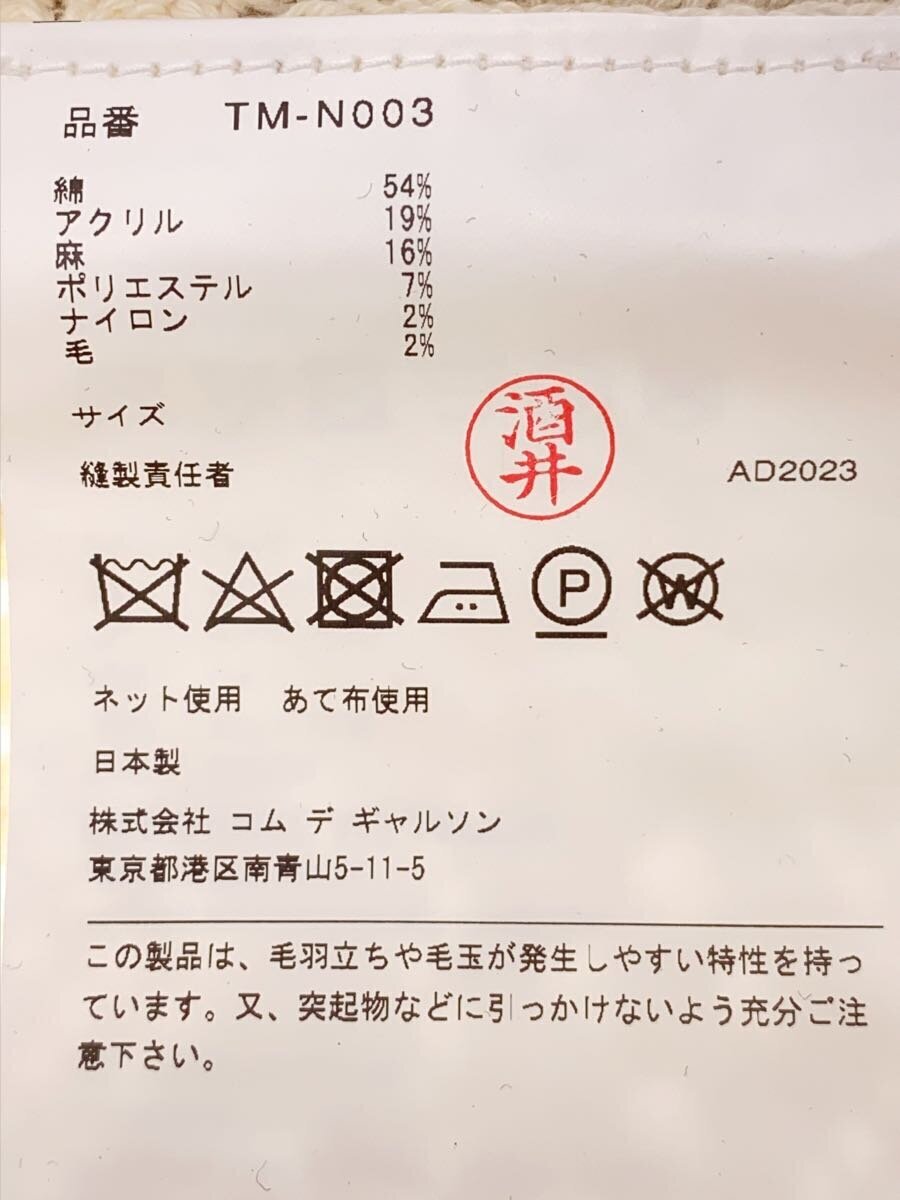 品番 TM-N003
綿 54%
アクリル 19%
麻 16%
ポリエステル 7%
ナイロン 2%
毛 2%
サイズ
縫製責任者 酒井 AD2023
P W
ネット使用 あて布使用
日本製
株式会社 コム デ ギャルソン
東京都港区南青山5-11-5
この製品は、毛羽立ちや毛玉が発生しやすい特性を持っ
ています。又、突起物などに引っかけないよう充分ご注
意下さい。